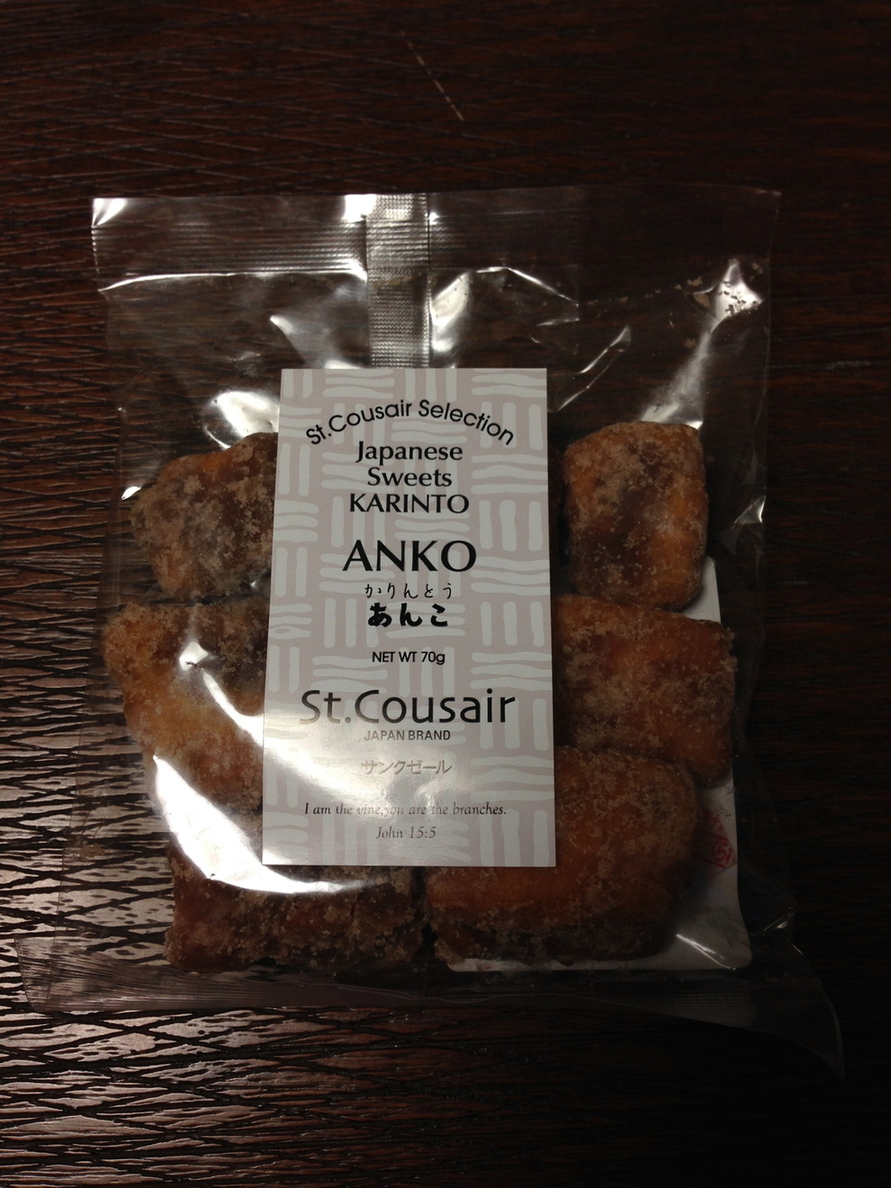 St.Cousair Selection
Japanese
Sweets
KARINTO
ANKO
かりんとう
あんこ
NET WT 70g
St.Cousair
JAPAN BRAND
サンクゼール
I am the vine,you are the branches.
John 15:5